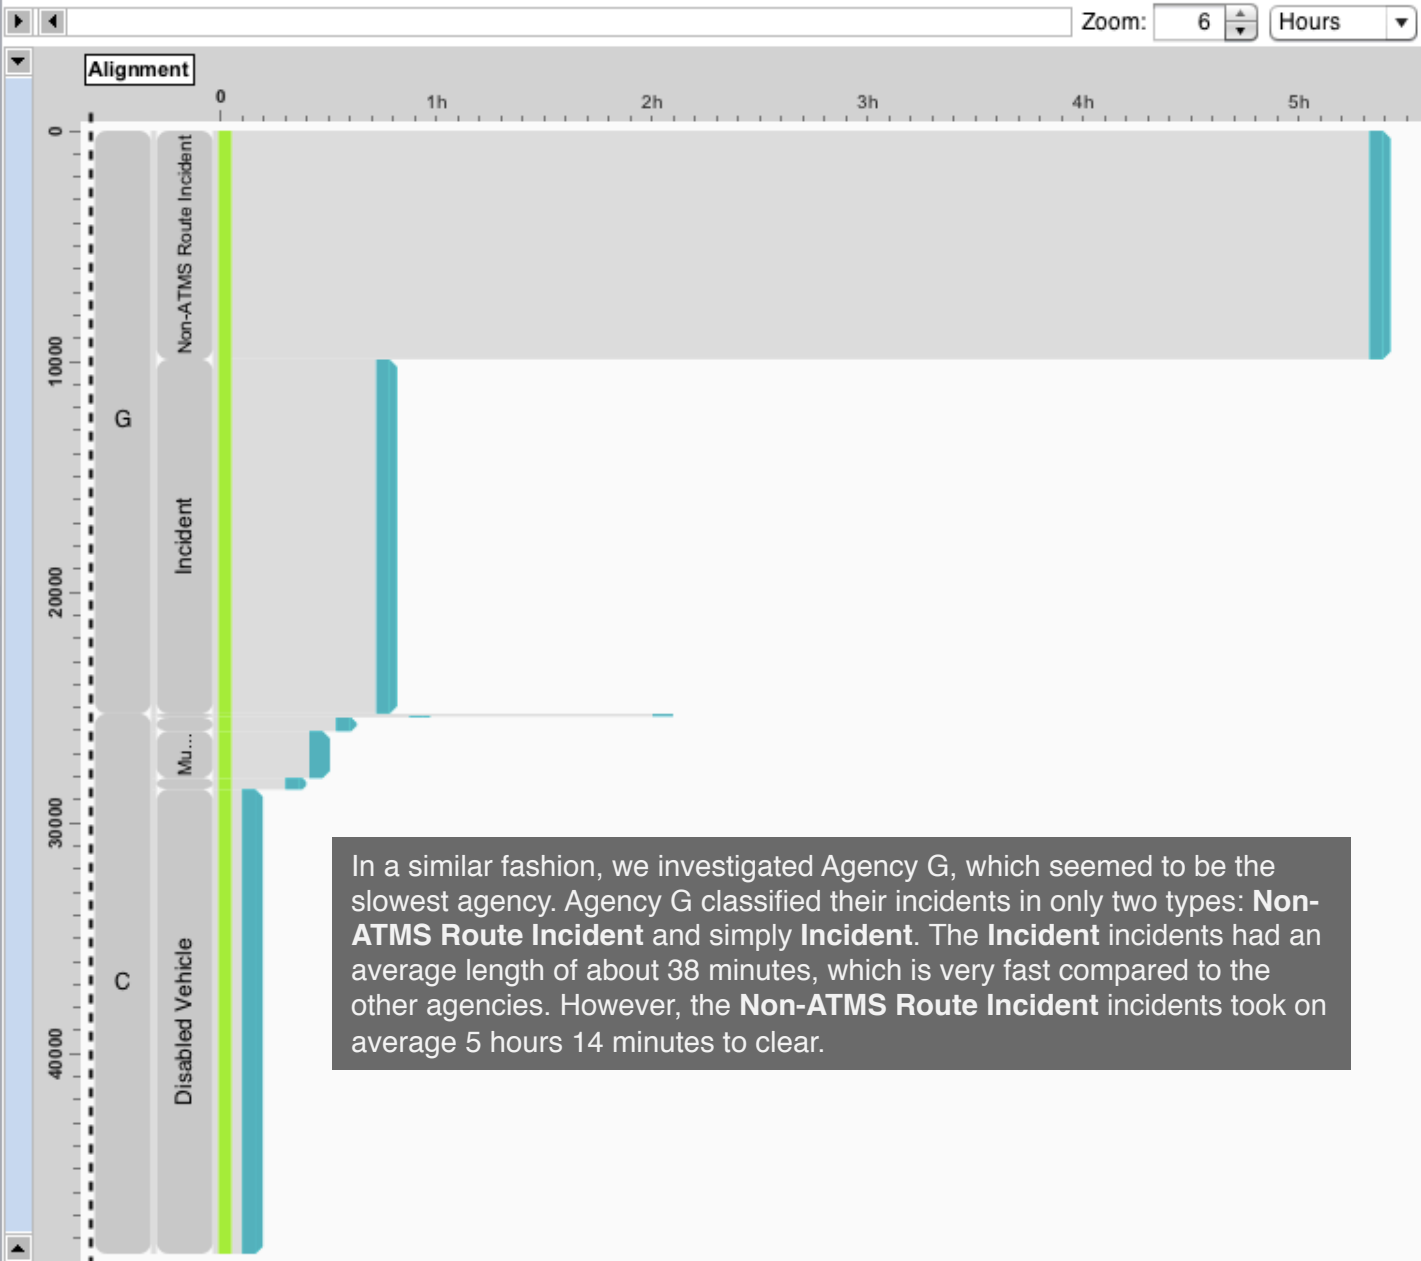 Zoom: 6 Hours
Alignment
0 1h 2h 3h 4h 5h
0
10000
20000
30000
40000
G
C
Non-ATMS Route Incident
Incident
Mu...
Disabled Vehicle
In a similar fashion, we investigated Agency G, which seemed to be the
slowest agency. Agency G classified their incidents in only two types: Non-
ATMS Route Incident and simply Incident. The Incident incidents had an
average length of about 38 minutes, which is very fast compared to the
other agencies. However, the Non-ATMS Route Incident incidents took on
average 5 hours 14 minutes to clear.